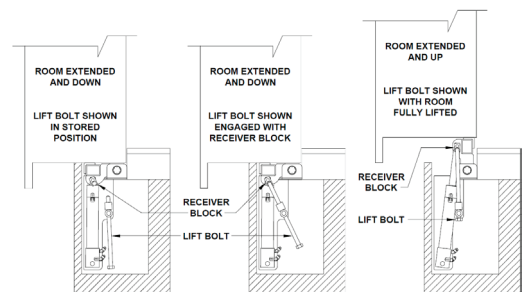 ROOM EXTENDED
AND DOWN
LIFT BOLT SHOWN
IN STORED
POSITION
ROOM EXTENDED
AND DOWN
LIFT BOLT SHOWN
ENGAGED WITH
RECEIVER BLOCK
RECEIVER
BLOCK
LIFT BOLT
ROOM EXTENDED
AND UP
LIFT BOLT SHOWN
WITH ROOM
FULLY LIFTED
RECEIVER
BLOCK
LIFT BOLT